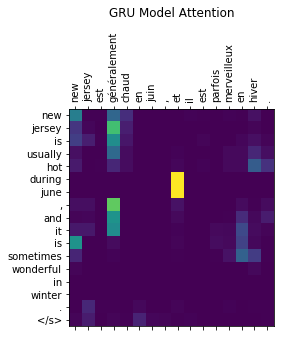 GRU Model Attention
new jersey est généralement chaud en juin , et il est parfois merveilleux en hiver .
new
jersey
is
usually
hot
during
june
,
and
it
is
sometimes
wonderful
in
winter
.
</s>